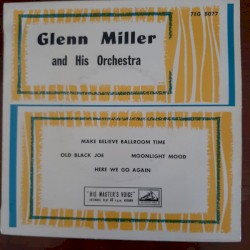 7EG 8077
Glenn Miller
and His Orchestra
MAKE BELIEVE BALLROOM TIME
OLD BLACK JOE MOONLIGHT MOOD
HERE WE GO AGAIN
"HIS MASTER'S VOICE"